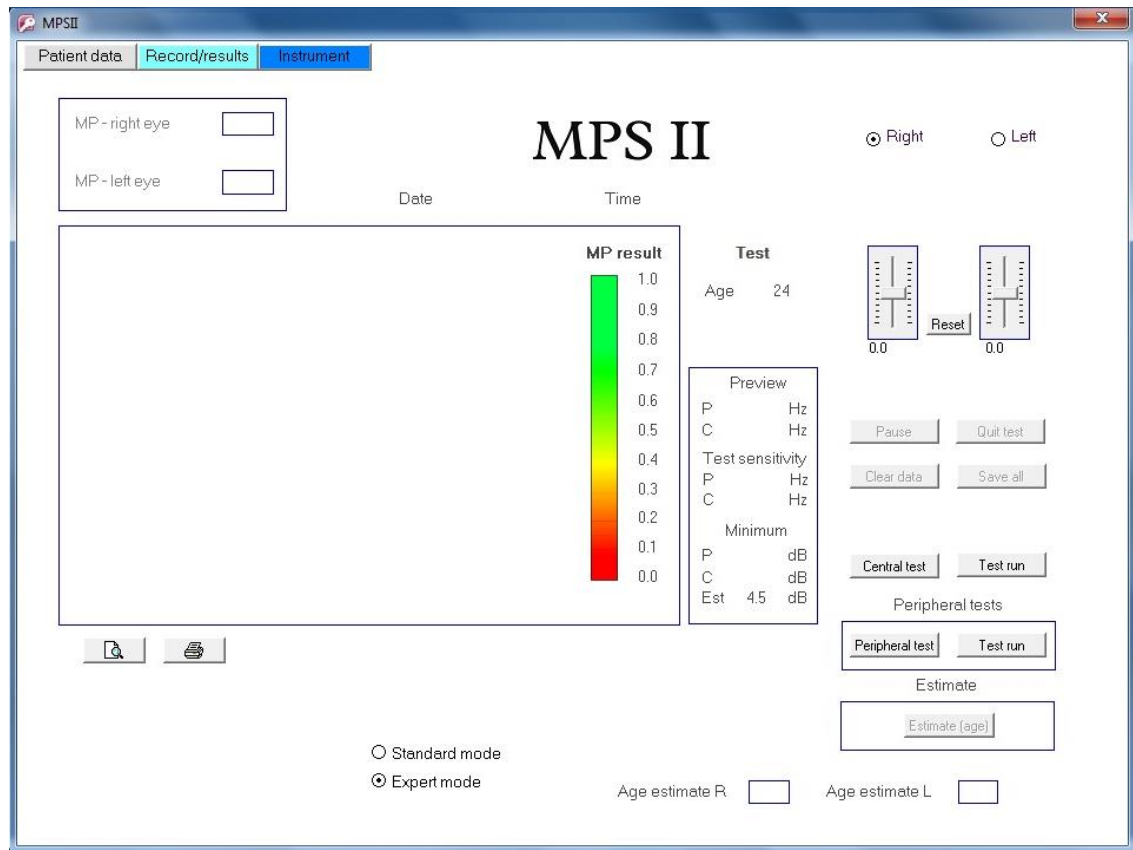 MPSII
Patient data Record/results Instrument
MP - right eye
MPS II
Right Left
MP - left eye
Date Time
MP result
1.0
0.9
0.8
0.7
0.6
0.5
0.4
0.3
0.2
0.1
0.0
Test
Age 24
Reset
0.0 0.0
Preview
P Hz
C Hz
Test sensitivity
P Hz
C Hz
Minimum
P dB
C dB
Est 4.5 dB
Pause Quit test
Clear data Save all
Central test Test run
Peripheral tests
Peripheral test Test run
Estimate
Estimate (age)
Standard mode
Expert mode
Age estimate R Age estimate L